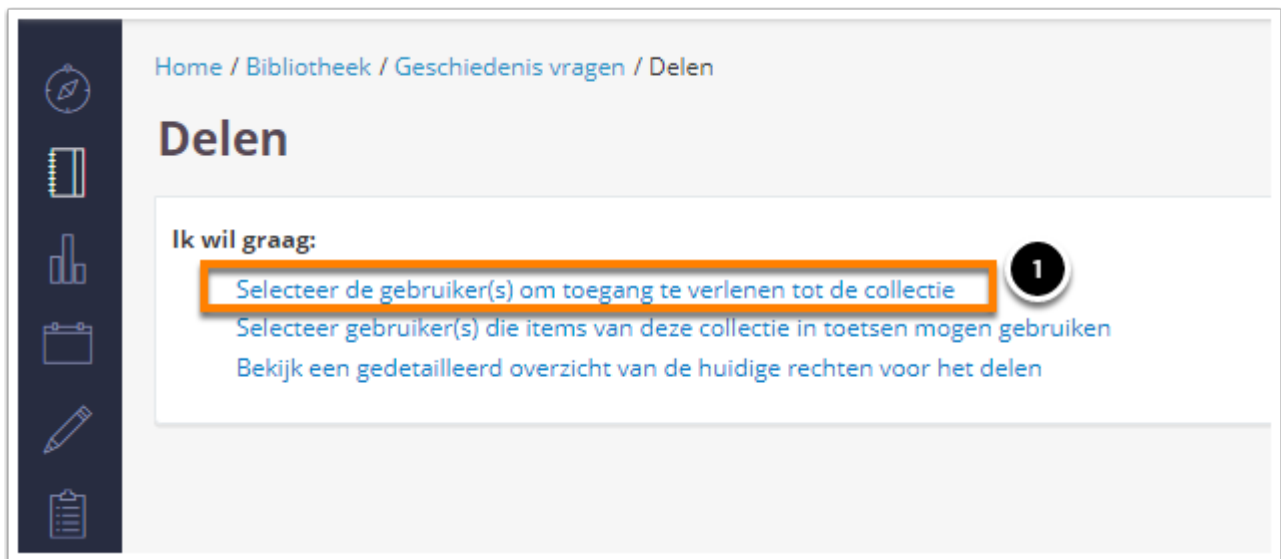 Home / Bibliotheek / Geschiedenis vragen / Delen
Delen
Ik wil graag:
Selecteer de gebruiker(s) om toegang te verlenen tot de collectie
1
Selecteer gebruiker(s) die items van deze collectie in toetsen mogen gebruiken
Bekijk een gedetailleerd overzicht van de huidige rechten voor het delen